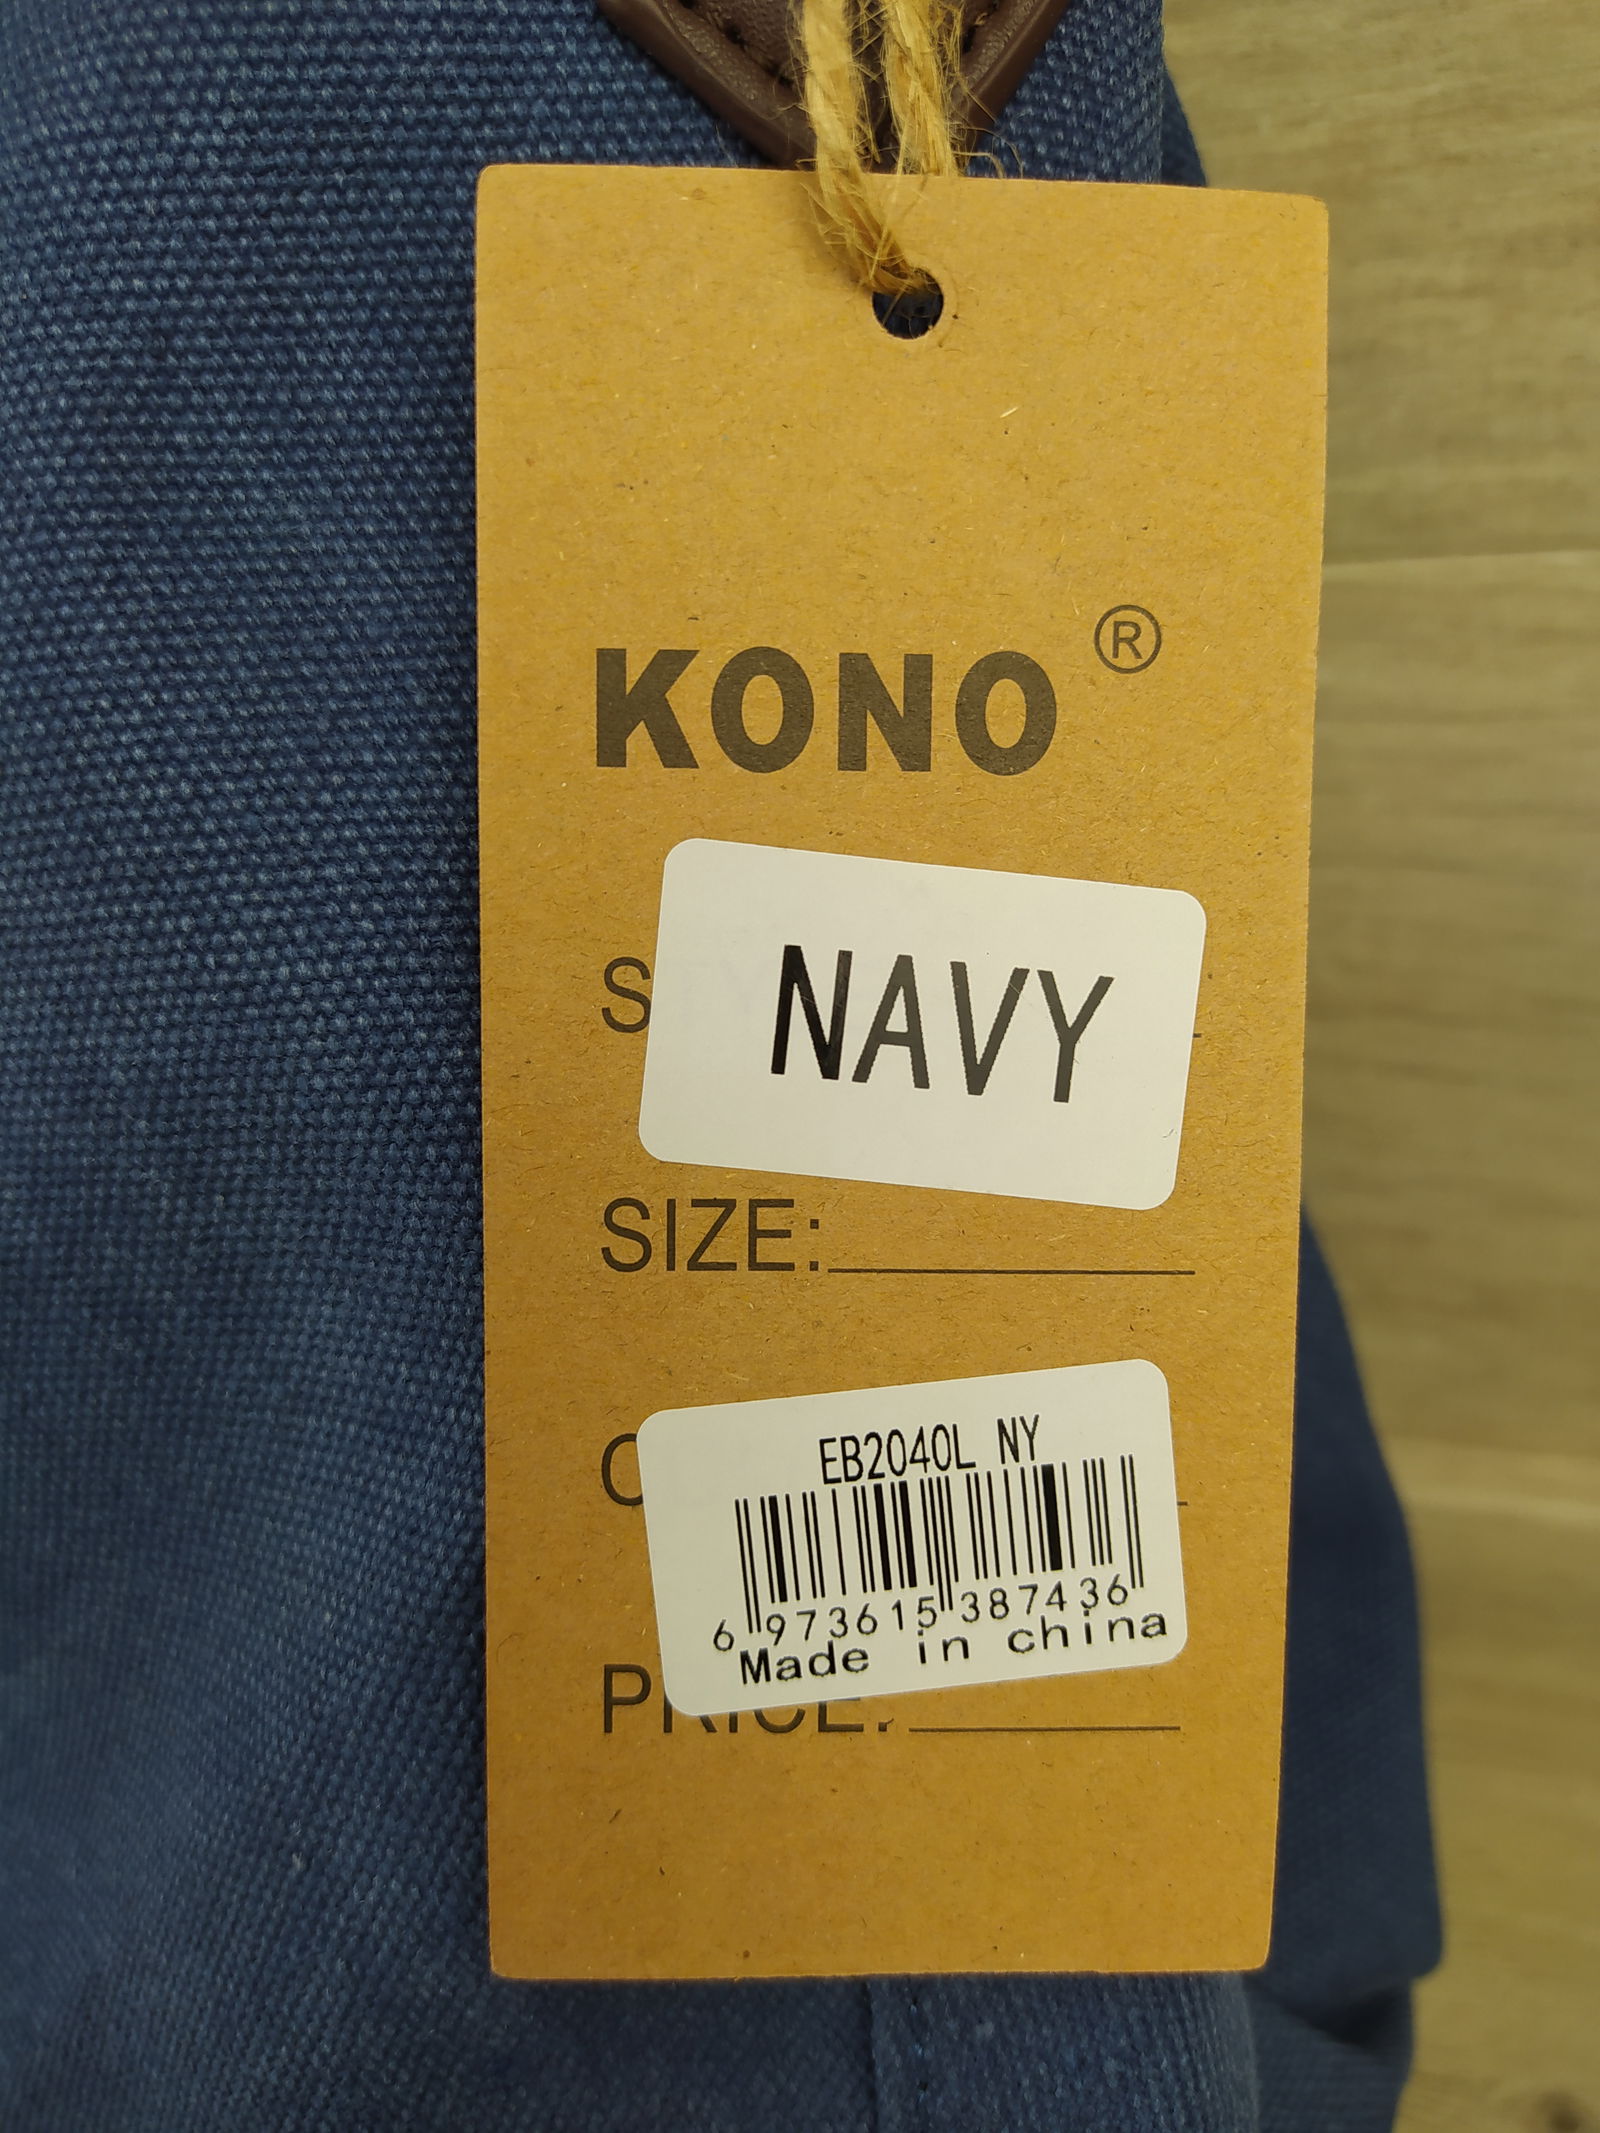 KONO ®
NAVY
SIZE:
EB2040L NY
6 973615 387436
Made in china
PRICE: